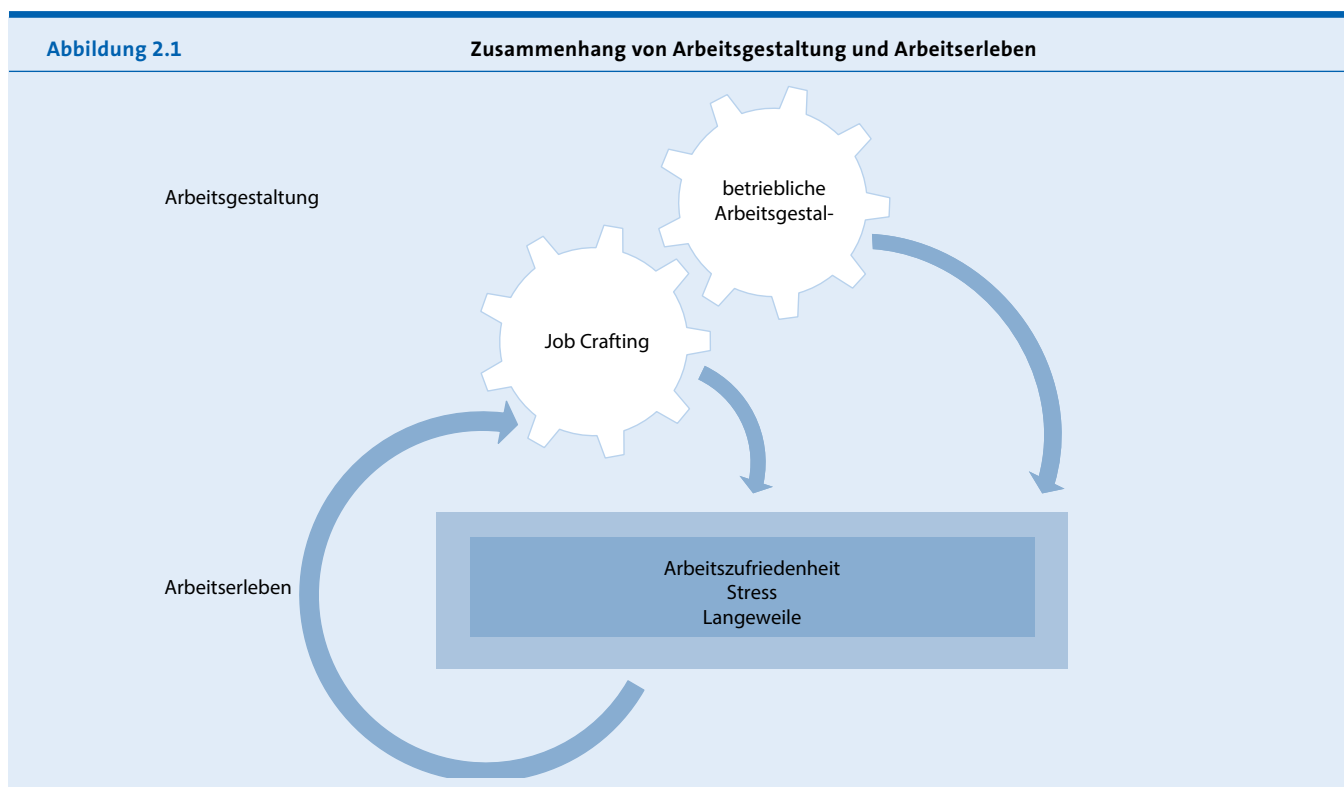 Abbildung 2.1 Zusammenhang von Arbeitsgestaltung und Arbeitserleben
betriebliche
Arbeitsgestal-
Arbeitsgestaltung
Job Crafting
Arbeitszufriedenheit
Stress
Langeweile
Arbeitserleben